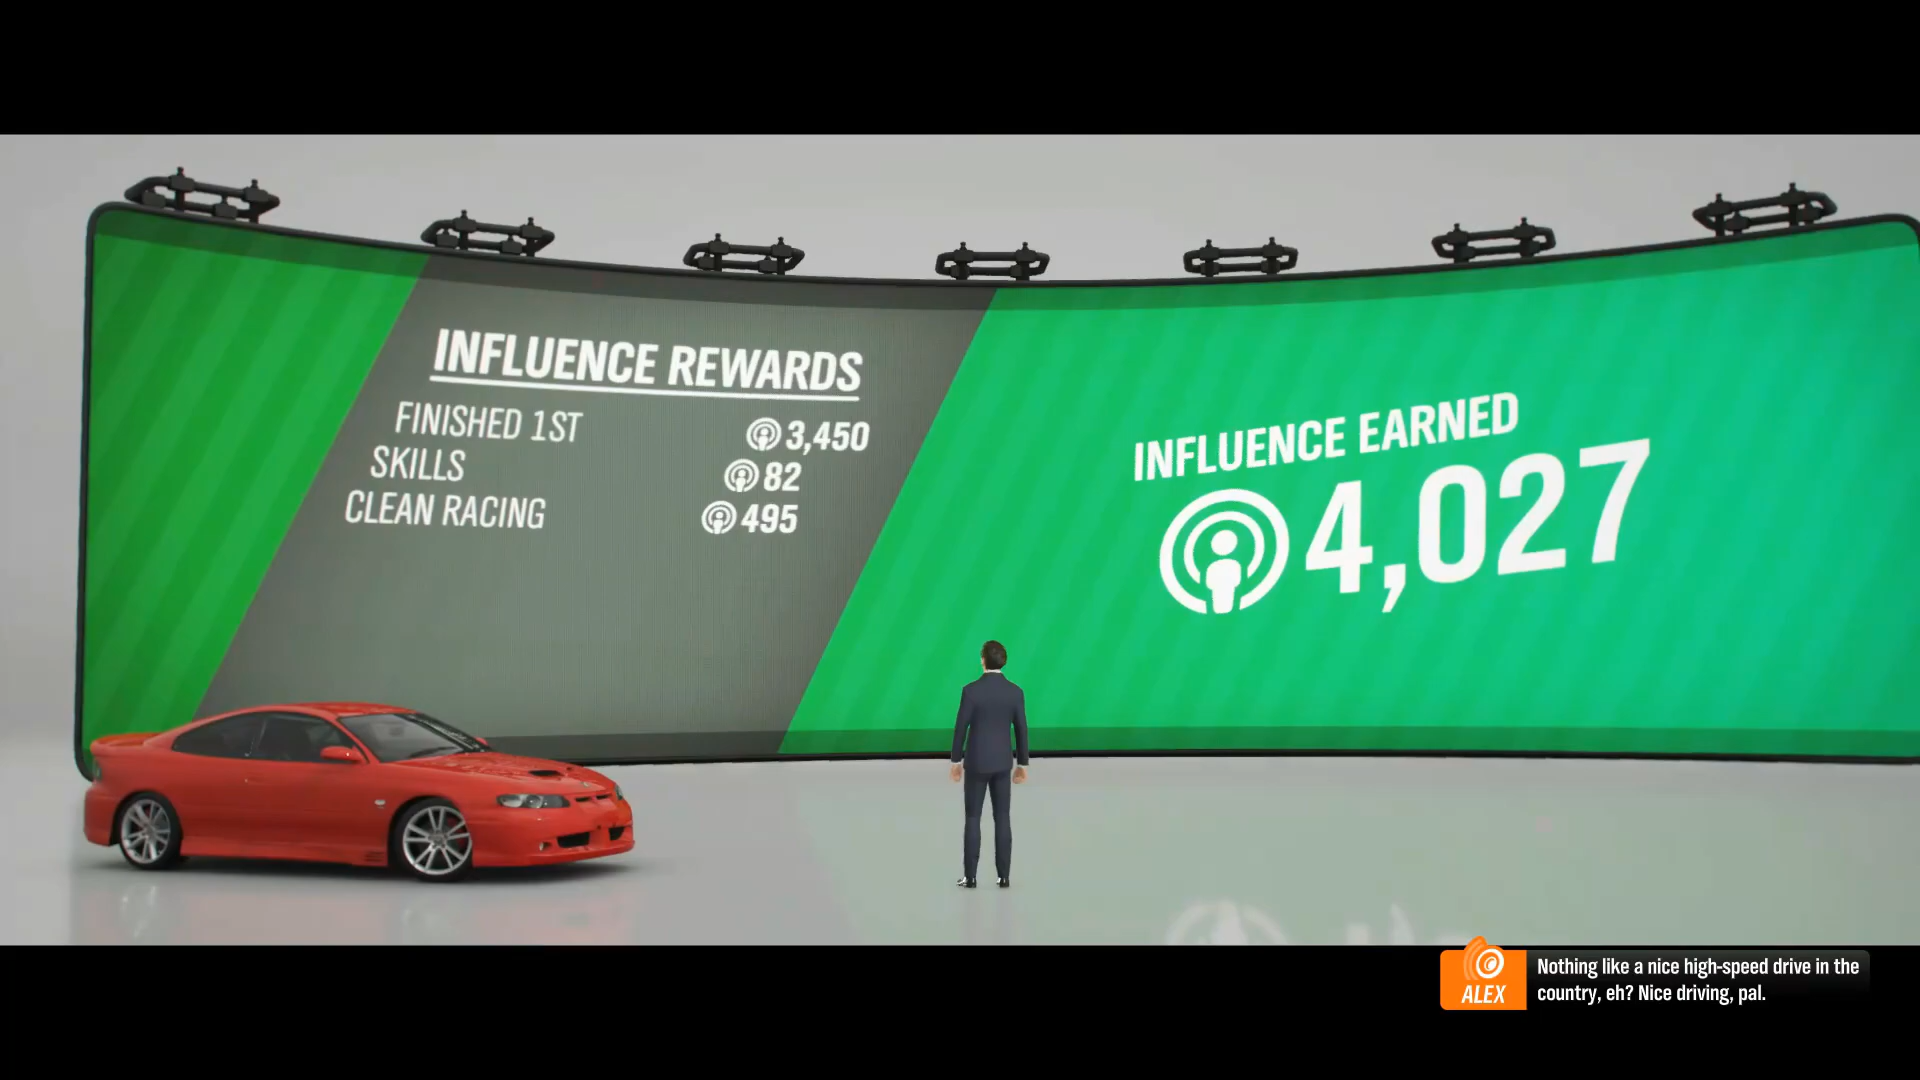 INFLUENCE REWARDS
FINISHED 1ST 3,450
SKILLS 82
CLEAN RACING 495
INFLUENCE EARNED
4,027
ALEX
Nothing like a nice high-speed drive in the
country, eh? Nice driving, pal.